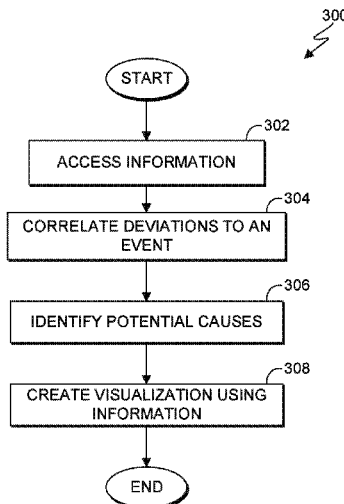 300
START
302
ACCESS INFORMATION
304
CORRELATE DEVIATIONS TO AN
EVENT
306
IDENTIFY POTENTIAL CAUSES
308
CREATE VISUALIZATION USING
INFORMATION
END